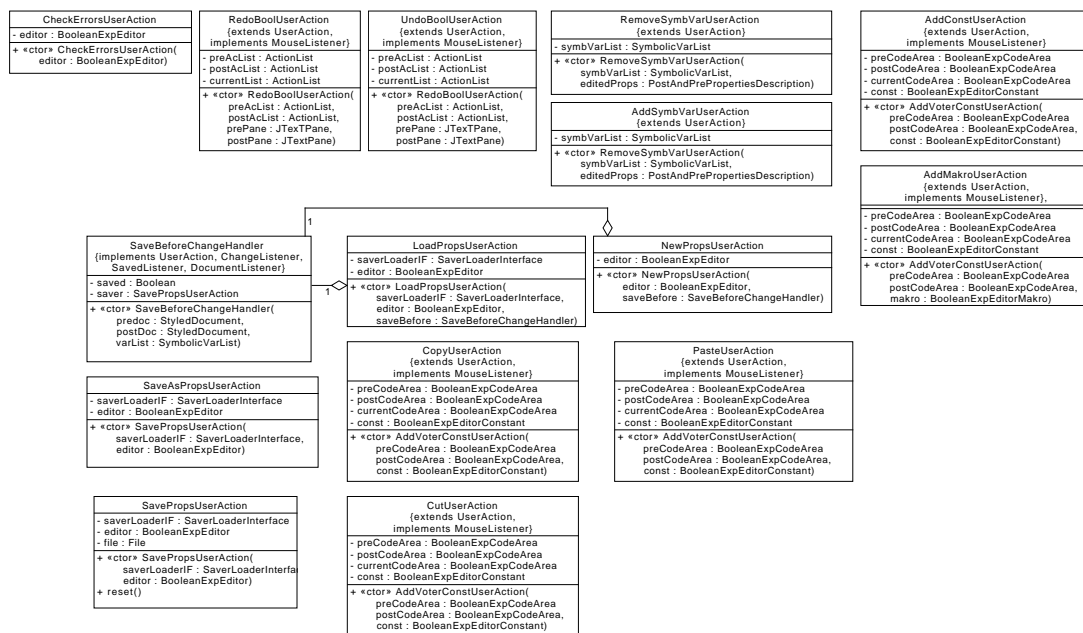 CheckErrorsUserAction
- editor : BooleanExpEditor
+ «ctor» CheckErrorsUserAction(
editor : BooleanExpEditor)
RedoBoolUserAction
{extends UserAction,
implements MouseListener}
- preAcList : ActionList
- postAcList : ActionList
- currentList : ActionList
+ «ctor» RedoBoolUserAction(
preAcList : ActionList,
postAcList : ActionList,
prePane : JTexTPane,
postPane : JTextPane)
UndoBoolUserAction
{extends UserAction,
implements MouseListener}
- preAcList : ActionList
- postAcList : ActionList
- currentList : ActionList
+ «ctor» RedoBoolUserAction(
preAcList : ActionList,
postAcList : ActionList,
prePane : JTexTPane,
postPane : JTextPane)
RemoveSymbVarUserAction
{extends UserAction}
- symbVarList : SymbolicVarList
+ «ctor» RemoveSymbVarUserAction(
symbVarList : SymbolicVarList,
editedProps : PostAndPrePropertiesDescription)
AddSymbVarUserAction
{extends UserAction}
- symbVarList : SymbolicVarList
+ «ctor» RemoveSymbVarUserAction(
symbVarList : SymbolicVarList,
editedProps : PostAndPrePropertiesDescription)
AddConstUserAction
{extends UserAction,
implements MouseListener}
- preCodeArea : BooleanExpCodeArea
- postCodeArea : BooleanExpCodeArea
- currentCodeArea : BooleanExpCodeArea
- const : BooleanExpEditorConstant
+ «ctor» AddVoterConstUserAction(
preCodeArea : BooleanExpCodeArea
postCodeArea : BooleanExpCodeArea,
const : BooleanExpEditorConstant)
AddMakroUserAction
{extends UserAction,
implements MouseListener},
- preCodeArea : BooleanExpCodeArea
- postCodeArea : BooleanExpCodeArea
- currentCodeArea : BooleanExpCodeArea
- const : BooleanExpEditorConstant
+ «ctor» AddVoterConstUserAction(
preCodeArea : BooleanExpCodeArea
postCodeArea : BooleanExpCodeArea,
makro : BooleanExpEditorMakro)
1
SaveBeforeChangeHandler
{implements UserAction, ChangeListener,
SavedListener, DocumentListener}
- saved : Boolean
- saver : SavePropsUserAction
+ «ctor» SaveBeforeChangeHandler(
predoc : StyledDocument,
postDoc : StyledDocument,
varList : SymbolicVarList)
1
LoadPropsUserAction
- saverLoaderIF : SaverLoaderInterface
- editor : BooleanExpEditor
+ «ctor» LoadPropsUserAction(
saverLoaderIF : SaverLoaderInterface,
editor : BooleanExpEditor,
saveBefore : SaveBeforeChangeHandler)
NewPropsUserAction
- editor : BooleanExpEditor
+ «ctor» NewPropsUserAction(
editor : BooleanExpEditor,
saveBefore : SaveBeforeChangeHandler)
SaveAsPropsUserAction
- saverLoaderIF : SaverLoaderInterface
- editor : BooleanExpEditor
+ «ctor» SavePropsUserAction(
saverLoaderIF : SaverLoaderInterface,
editor : BooleanExpEditor)
CopyUserAction
{extends UserAction,
implements MouseListener}
- preCodeArea : BooleanExpCodeArea
- postCodeArea : BooleanExpCodeArea
- currentCodeArea : BooleanExpCodeArea
- const : BooleanExpEditorConstant
+ «ctor» AddVoterConstUserAction(
preCodeArea : BooleanExpCodeArea
postCodeArea : BooleanExpCodeArea,
const : BooleanExpEditorConstant)
PasteUserAction
{extends UserAction,
implements MouseListener}
- preCodeArea : BooleanExpCodeArea
- postCodeArea : BooleanExpCodeArea
- currentCodeArea : BooleanExpCodeArea
- const : BooleanExpEditorConstant
+ «ctor» AddVoterConstUserAction(
preCodeArea : BooleanExpCodeArea
postCodeArea : BooleanExpCodeArea,
const : BooleanExpEditorConstant)
SavePropsUserAction
- saverLoaderIF : SaverLoaderInterface
- editor : BooleanExpEditor
- file : File
+ «ctor» SavePropsUserAction(
saverLoaderIF : SaverLoaderInterfa
editor : BooleanExpEditor)
+ reset()
CutUserAction
{extends UserAction,
implements MouseListener}
- preCodeArea : BooleanExpCodeArea
- postCodeArea : BooleanExpCodeArea
- currentCodeArea : BooleanExpCodeArea
- const : BooleanExpEditorConstant
+ «ctor» AddVoterConstUserAction(
preCodeArea : BooleanExpCodeArea
postCodeArea : BooleanExpCodeArea,
const : BooleanExpEditorConstant)